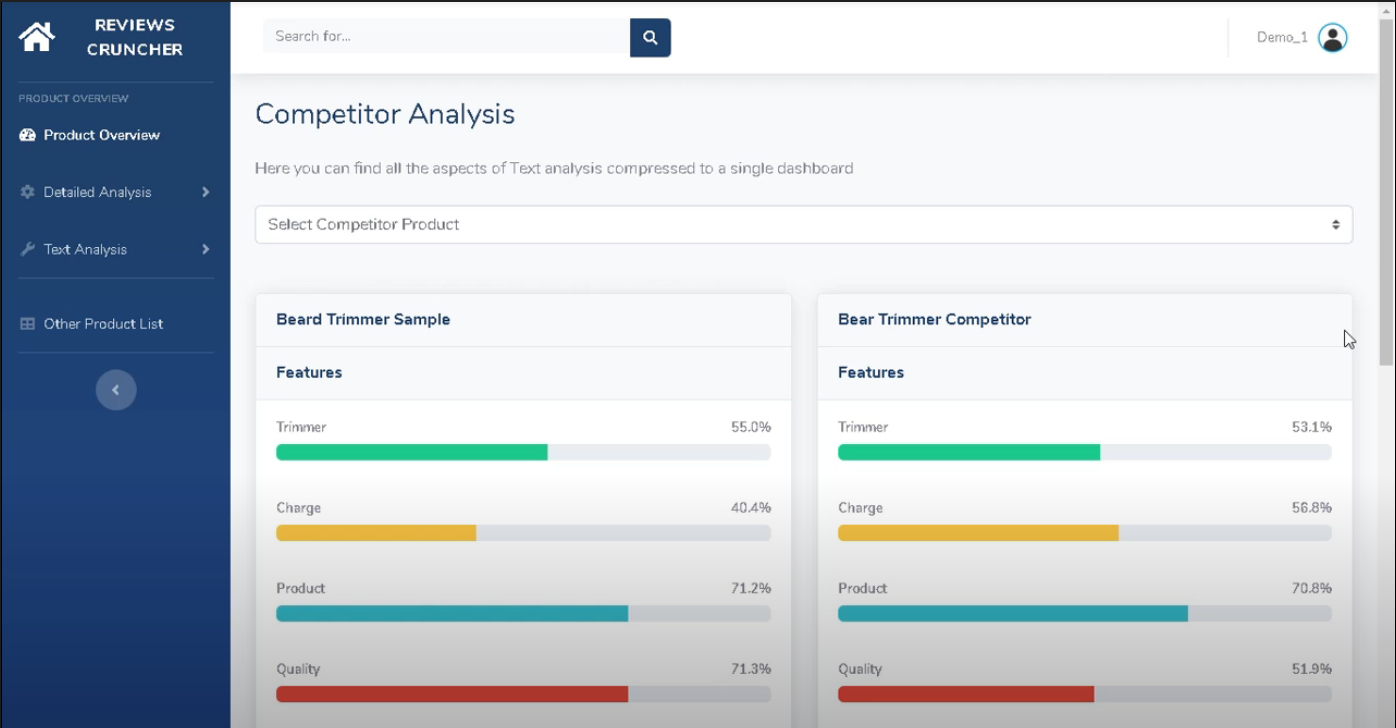 REVIEWS
CRUNCHER
Search for...
Demo_1
PRODUCT OVERVIEW
Product Overview
Detailed Analysis
Text Analysis
Other Product List
Competitor Analysis
Here you can find all the aspects of Text analysis compressed to a single dashboard
Select Competitor Product
Beard Trimmer Sample
Features
Trimmer 55.0%
Charge 40.4%
Product 71.2%
Quality 71.3%
Bear Trimmer Competitor
Features
Trimmer 53.1%
Charge 56.8%
Product 70.8%
Quality 51.9%